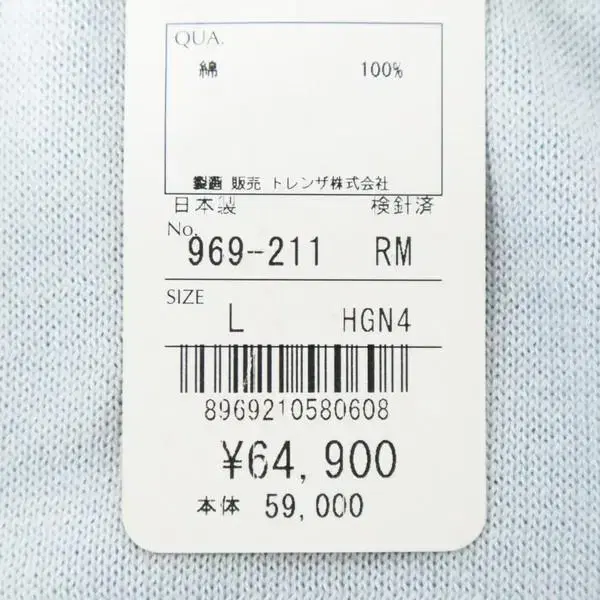 QUA.
綿 100%
販売 トレンザ株式会社
日本製 検針済
No.
969-211 RM
SIZE
L HGN4
8969210580608
¥64,900
本体 59,000